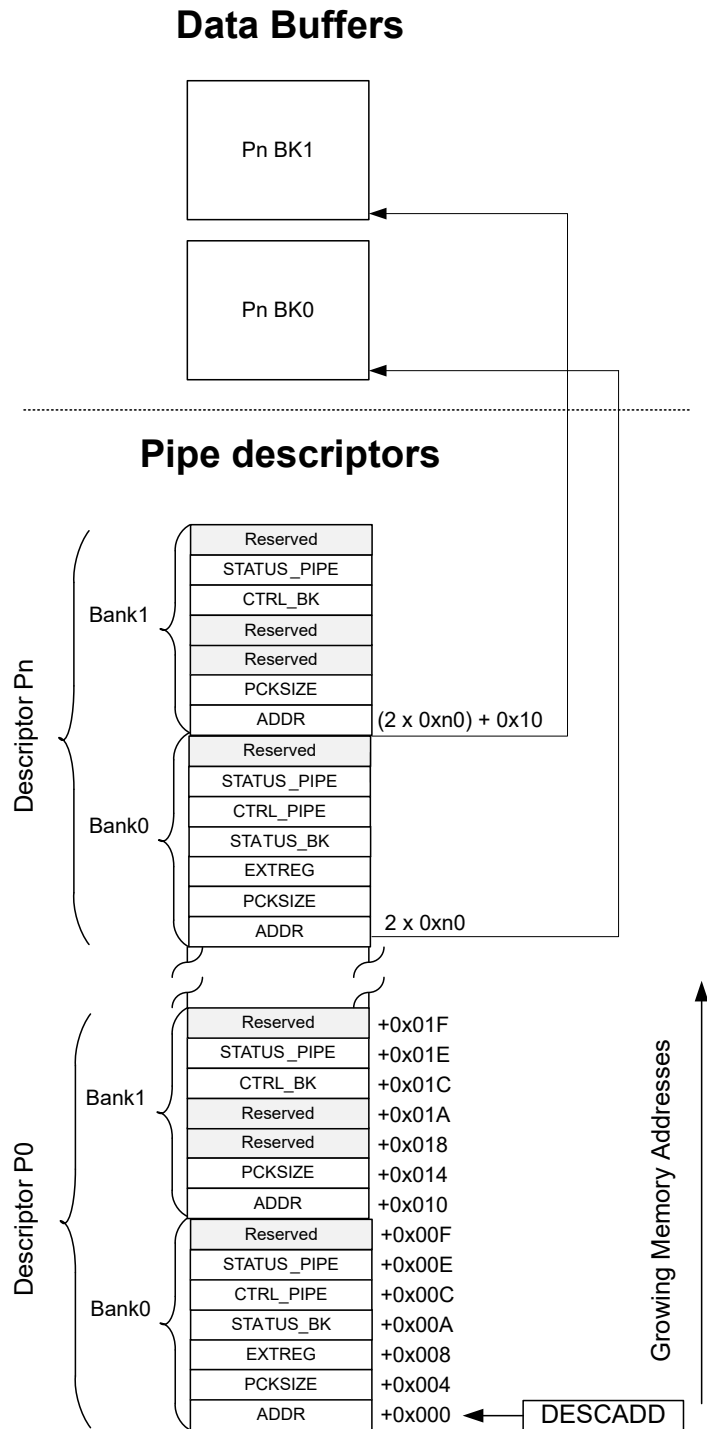 Data Buffers
Pn BK1
Pn BK0
Pipe descriptors
Descriptor Pn
Bank1
Reserved
STATUS_PIPE
CTRL_BK
Reserved
Reserved
PCKSIZE
ADDR (2 x 0xn0) + 0x10
Bank0
Reserved
STATUS_PIPE
CTRL_PIPE
STATUS_BK
EXTREG
PCKSIZE
ADDR 2 x 0xn0
Descriptor P0
Bank1
Reserved +0x01F
STATUS_PIPE +0x01E
CTRL_BK +0x01C
Reserved +0x01A
Reserved +0x018
PCKSIZE +0x014
ADDR +0x010
Bank0
Reserved +0x00F
STATUS_PIPE +0x00E
CTRL_PIPE +0x00C
STATUS_BK +0x00A
EXTREG +0x008
PCKSIZE +0x004
ADDR +0x000 DESCADD
Growing Memory Addresses